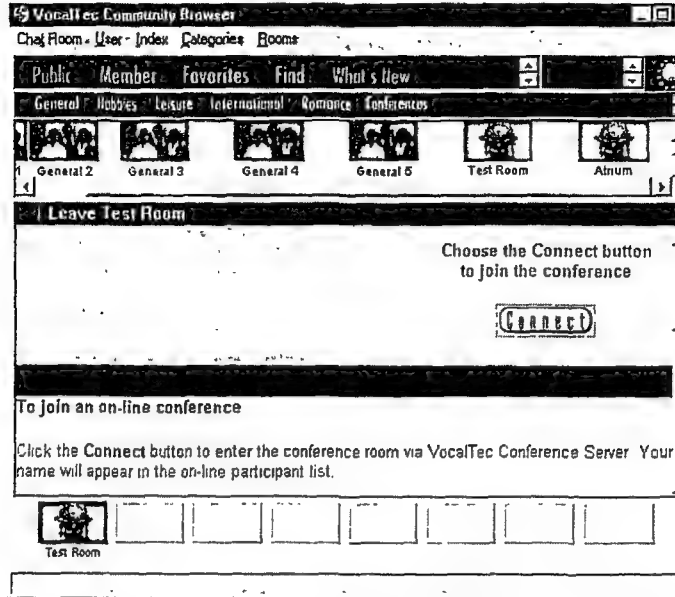 VocalTec Community Browser
Chat Room User Index Categories Rooms
Public Member Favorites Find What's New
General Hobbies Leisure International Romance Conferences
1 General 2 General 3 General 4 General 5 Test Room Atrium
Leave Test Room
Choose the Connect button
to join the conference
Connect
To join an on-line conference
Click the Connect button to enter the conference room via VocalTec Conference Server Your
name will appear in the on-line participant list.
Test Room